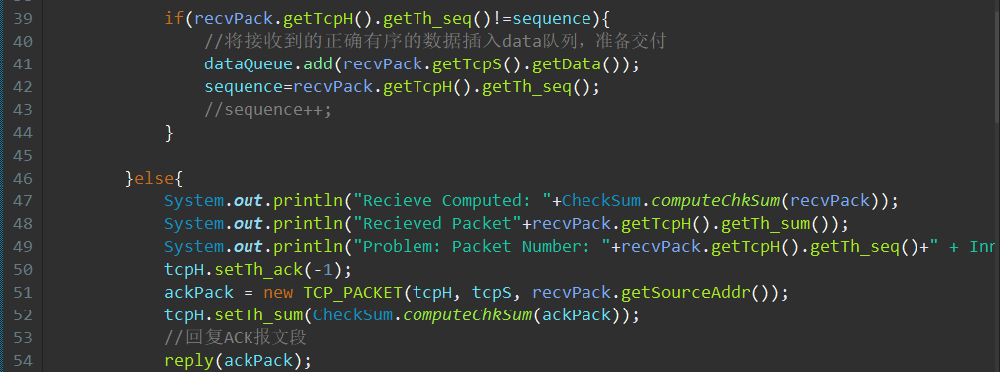 39 if(recvPack.getTcpH().getTh_seq()!=sequence){
40 //将接收到的正确有序的数据插入data队列，准备交付
41 dataQueue.add(recvPack.getTcpS().getData());
42 sequence=recvPack.getTcpH().getTh_seq();
43 //sequence++;
44 }
45
46 }else{
47 System.out.println("Recieve Computed: "+CheckSum.computeChkSum(recvPack));
48 System.out.println("Recieved Packet"+recvPack.getTcpH().getTh_sum());
49 System.out.println("Problem: Packet Number: "+recvPack.getTcpH().getTh_seq()+" + Inn
50 tcpH.setTh_ack(-1);
51 ackPack = new TCP_PACKET(tcpH, tcpS, recvPack.getSourceAddr());
52 tcpH.setTh_sum(CheckSum.computeChkSum(ackPack));
53 //回复ACK报文段
54 reply(ackPack);